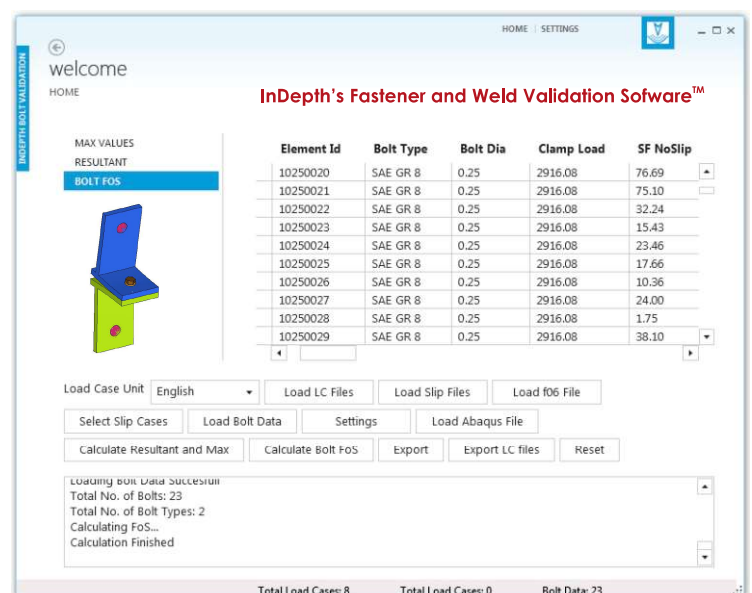 HOME | SETTINGS
INDEPTH BOLT VALIDATION
welcome
HOME
InDepth's Fastener and Weld Validation Sofware™
MAX VALUES
RESULTANT
BOLT FOS
Element Id Bolt Type Bolt Dia Clamp Load SF NoSlip
10250020 SAE GR 8 0.25 2916.08 76.69
10250021 SAE GR 8 0.25 2916.08 75.10
10250022 SAE GR 8 0.25 2916.08 32.24
10250023 SAE GR 8 0.25 2916.08 15.43
10250024 SAE GR 8 0.25 2916.08 23.46
10250025 SAE GR 8 0.25 2916.08 17.66
10250026 SAE GR 8 0.25 2916.08 10.36
10250027 SAE GR 8 0.25 2916.08 24.00
10250028 SAE GR 8 0.25 2916.08 1.75
10250029 SAE GR 8 0.25 2916.08 38.10
Load Case Unit English Load LC Files Load Slip Files Load f06 File
Select Slip Cases Load Bolt Data Settings Load Abaqus File
Calculate Resultant and Max Calculate Bolt FoS Export Export LC files Reset
Loading Bolt Data Succesfull
Total No. of Bolts: 23
Total No. of Bolt Types: 2
Calculating FoS...
Calculation Finished
Total Load Cases: 8 Total Load Cases: 0 Bolt Data: 23